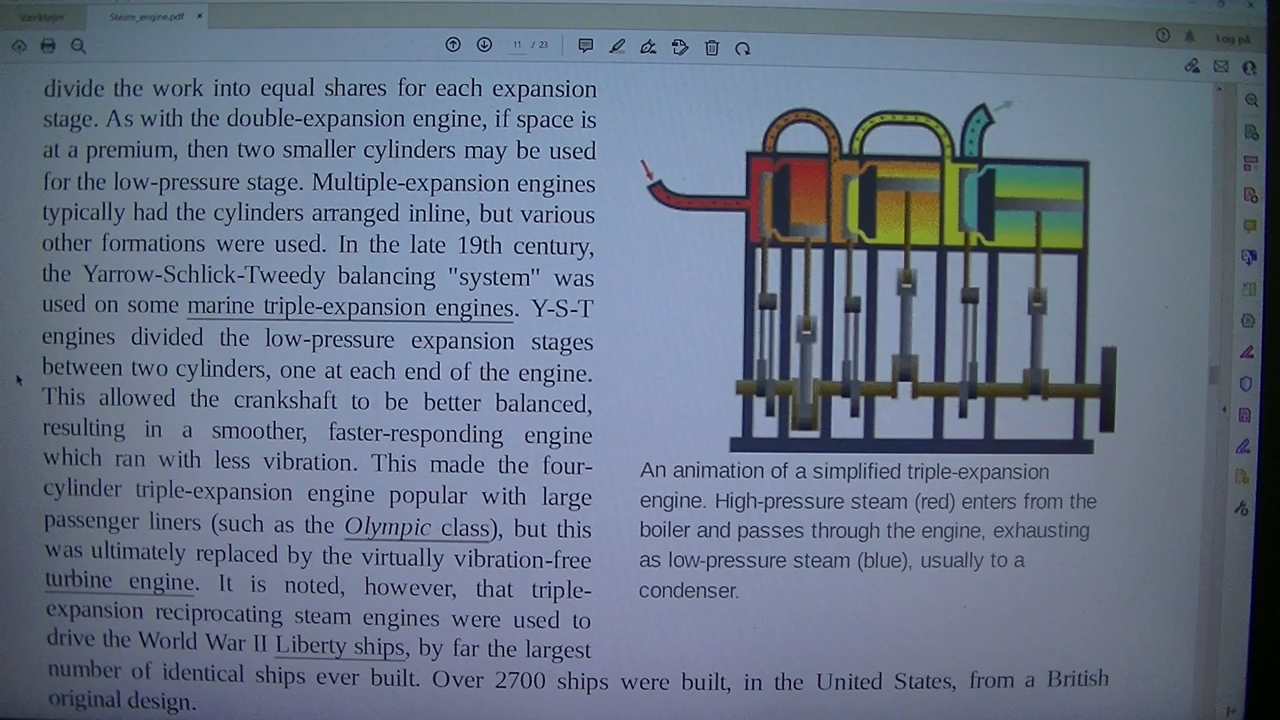 Værktøjer
Steam_engine.pdf ×
11 / 23
Log på
divide the work into equal shares for each expansion
stage. As with the double-expansion engine, if space is
at a premium, then two smaller cylinders may be used
for the low-pressure stage. Multiple-expansion engines
typically had the cylinders arranged inline, but various
other formations were used. In the late 19th century,
the Yarrow-Schlick-Tweedy balancing "system" was
used on some marine triple-expansion engines. Y-S-T
engines divided the low-pressure expansion stages
between two cylinders, one at each end of the engine.
This allowed the crankshaft to be better balanced,
resulting in a smoother, faster-responding engine
which ran with less vibration. This made the four-
cylinder triple-expansion engine popular with large
passenger liners (such as the Olympic class), but this
was ultimately replaced by the virtually vibration-free
turbine engine. It is noted, however, that triple-
expansion reciprocating steam engines were used to
drive the World War II Liberty ships, by far the largest
number of identical ships ever built. Over 2700 ships were built, in the United States, from a British
original design.
An animation of a simplified triple-expansion
engine. High-pressure steam (red) enters from the
boiler and passes through the engine, exhausting
as low-pressure steam (blue), usually to a
condenser.